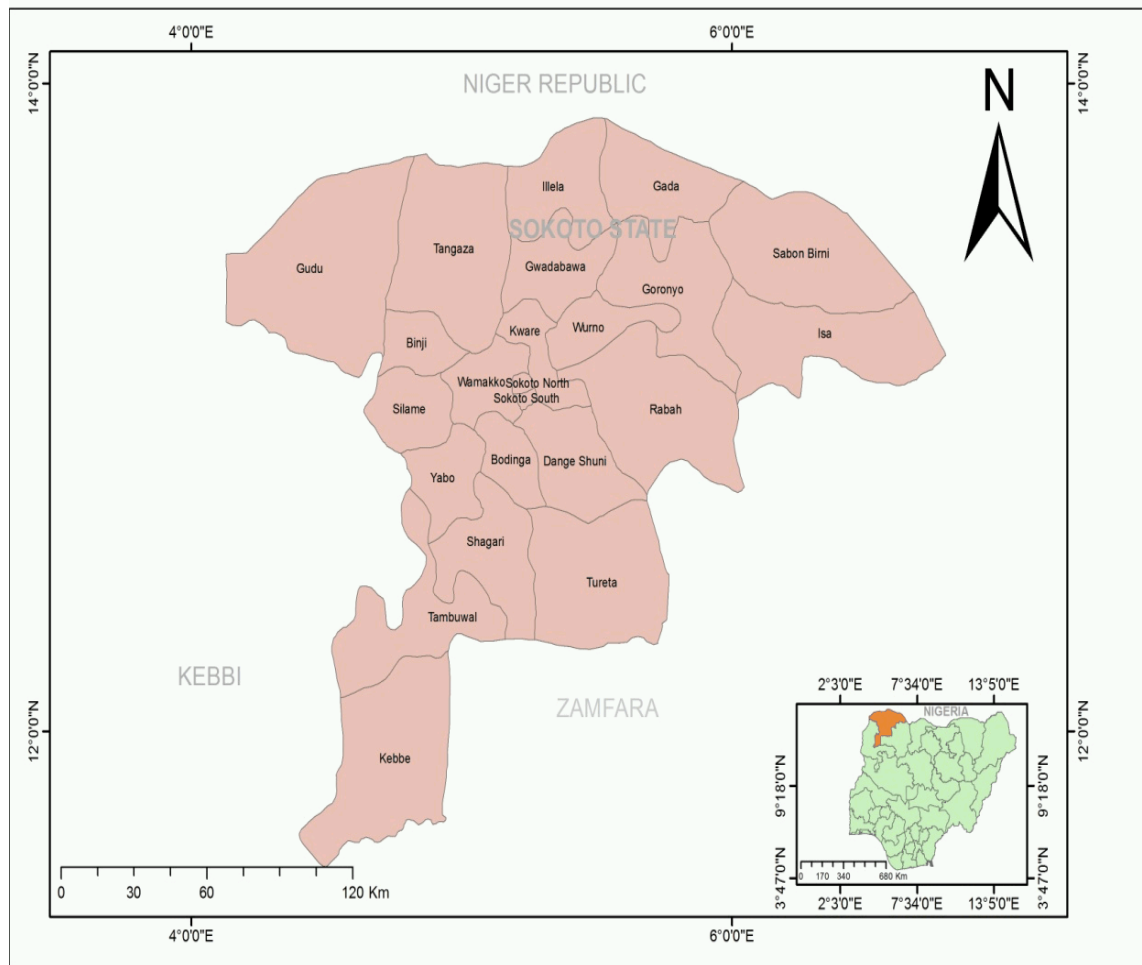 4°0'0"E
6°0'0"E
14°0'0"N
14°0'0"N
NIGER REPUBLIC
N
Illela
Gada
SOKOTO STATE
Tangaza
Sabon Birni
Gudu
Gwadabawa
Goronyo
Kware
Wurno
Isa
Binji
Wamakko
Sokoto North
Sokoto South
Silame
Rabah
Bodinga
Dange Shuni
Yabo
Shagari
Tureta
Tambuwal
KEBBI
ZAMFARA
12°0'0"N
12°0'0"N
Kebbe
0 30 60 120 Km
4°0'0"E
6°0'0"E
2°3'0"E 7°34'0"E 13°5'0"E
NIGERIA
9°18'0"N
9°18'0"N
0 170 340 680 Km
3°47'0"N
3°47'0"N
2°3'0"E 7°34'0"E 13°5'0"E